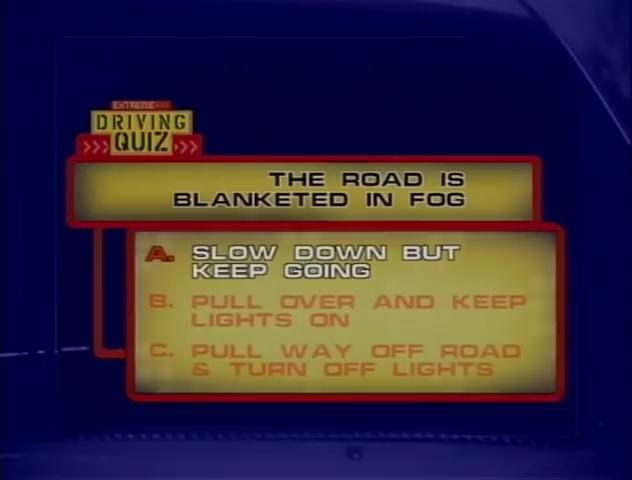 EXTREME
DRIVING
QUIZ
THE ROAD IS
BLANKETED IN FOG
A. SLOW DOWN BUT
KEEP GOING
B. PULL OVER AND KEEP
LIGHTS ON
C. PULL WAY OFF ROAD
& TURN OFF LIGHTS